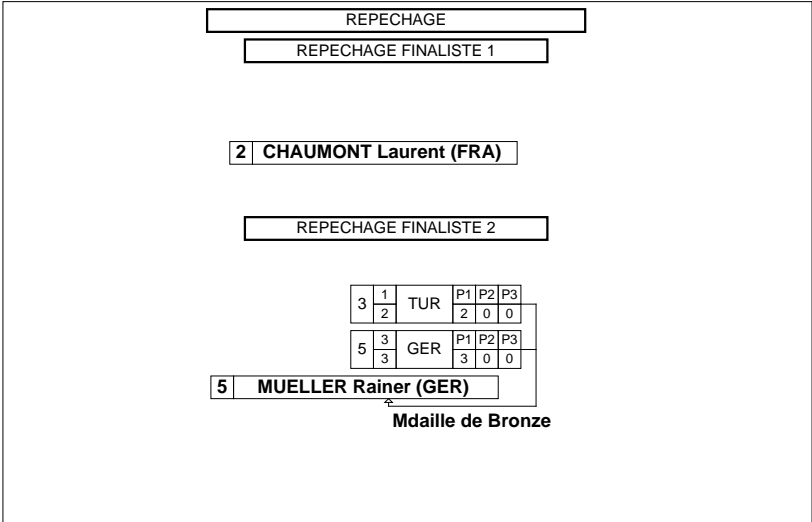 REPECHAGE
REPECHAGE FINALISTE 1
2 CHAUMONT Laurent (FRA)
REPECHAGE FINALISTE 2
3 1 TUR P1 P2 P3
2 2 0 0
5 3 GER P1 P2 P3
3 3 0 0
5 MUELLER Rainer (GER)
Mdaille de Bronze